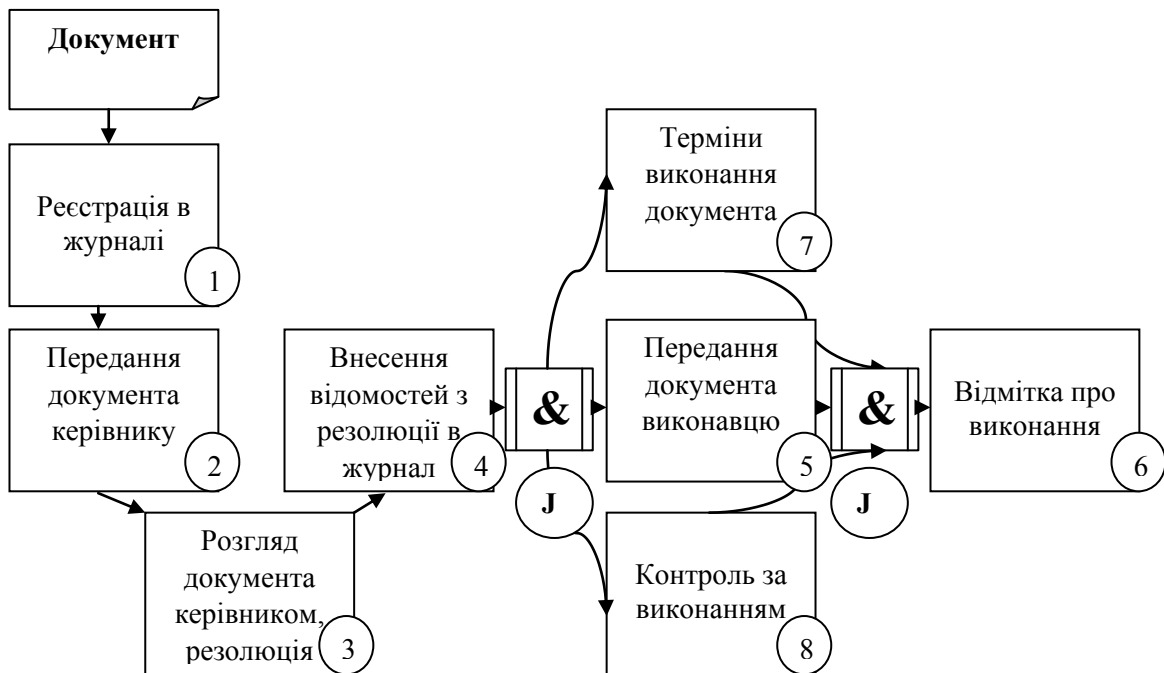 Документ
Реєстрація в
журналі
1
Передання
документа
керівнику
2
Розгляд
документа
керівником,
резолюція
3
Внесення
відомостей з
резолюції в
журнал
4
&
J
Терміни
виконання
документа
7
Передання
документа
виконавцю
5
Контроль за
виконанням
8
&
J
Відмітка про
виконання
6